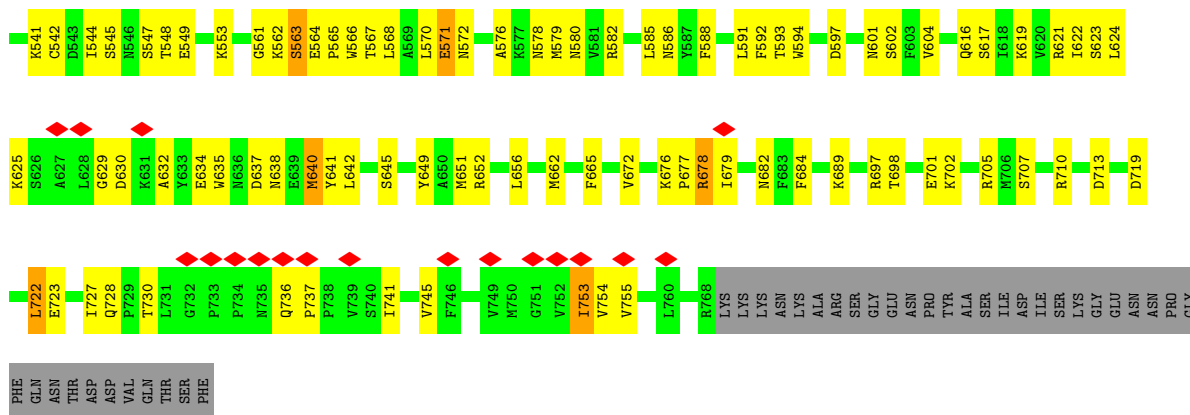 K541 C542 D543 I544 S545 N546 S547 T548 E549 K553 G561 K562 S563 E564 P565 W566 T567 L568 A569 L570 E571 N572 A576 K577 N578 M579 N580 V581 R582 L585 N586 Y587 F588 L591 F592 T593 W594 D597 N601 S602 F603 V604 Q616 S617 I618 K619 V620 R621 I622 S623 L624
K625 S626 A627 L628 G629 D630 K631 A632 Y633 E634 W635 N636 D637 N638 E639 M640 Y641 L642 S645 Y649 A650 M651 R652 L656 M662 F665 V672 K676 P677 R678 I679 N682 F683 F684 K689 R697 T698 E701 K702 R705 M706 S707 R710 D713 D719
L722 E723 I727 Q728 P729 T730 L731 G732 P733 P734 N735 Q736 P737 P738 V739 S740 I741 V745 F746 V749 M750 G751 V752 I753 V754 V755 L760 R768 LYS LYS LYS ASN LYS ALA ARG SER GLY GLU ASN PRO TYR ALA SER ILE ASP ILE SER LYS GLY GLU ASN ASN PRO GLY
PHE GLN ASN THR ASP ASP VAL GLN THR SER PHE